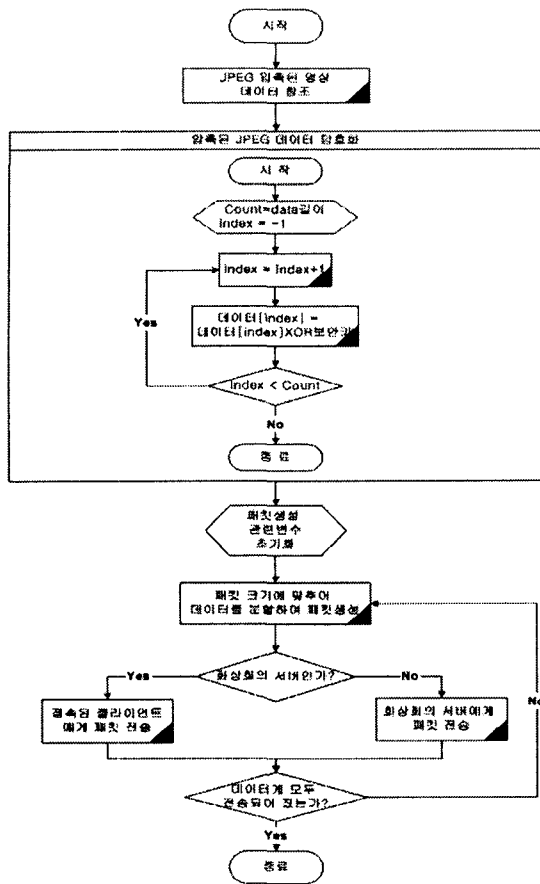 시작
JPEG 압축된 영상
데이터 참조
압축된 JPEG 데이터 암호화
시 작
Count=data길이
Index = -1
Index = Index+1
Yes
데이터[Index] =
데이터[index]XOR보안키
Index < Count
No
종 료
패킷생성
관련변수
초기화
패킷 크기에 맞추어
데이터를 분할하여 패킷생성
화상회의 서버인가?
Yes
No
접속된 클라이언트
에게 패킷 전송
화상회의 서버에게
패킷 전송
No
모두
전송되어 졌는가?
Yes
종료